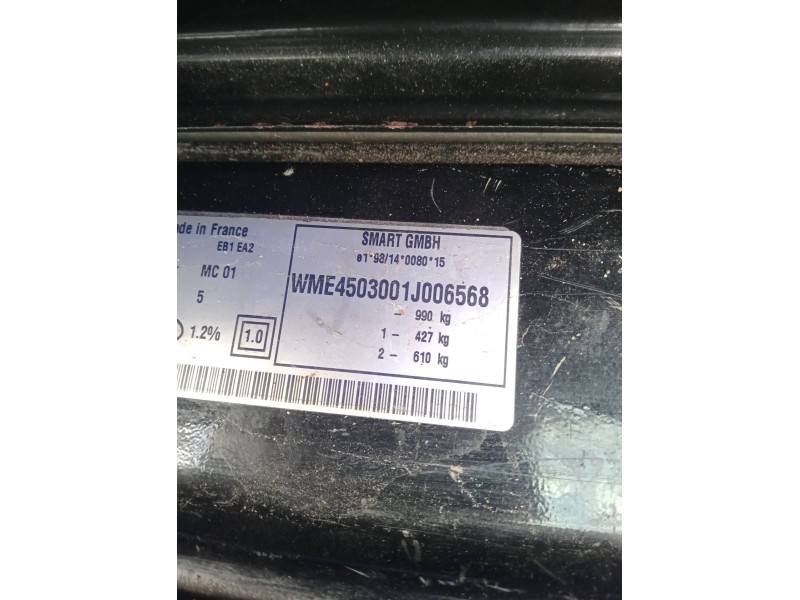 de in France
EB1 EA2
MC 01
5
1.2% 1.0
SMART GMBH
e1*98/14*0080*15
WME4503001J006568
- 990 kg
1 - 427 kg
2 - 610 kg